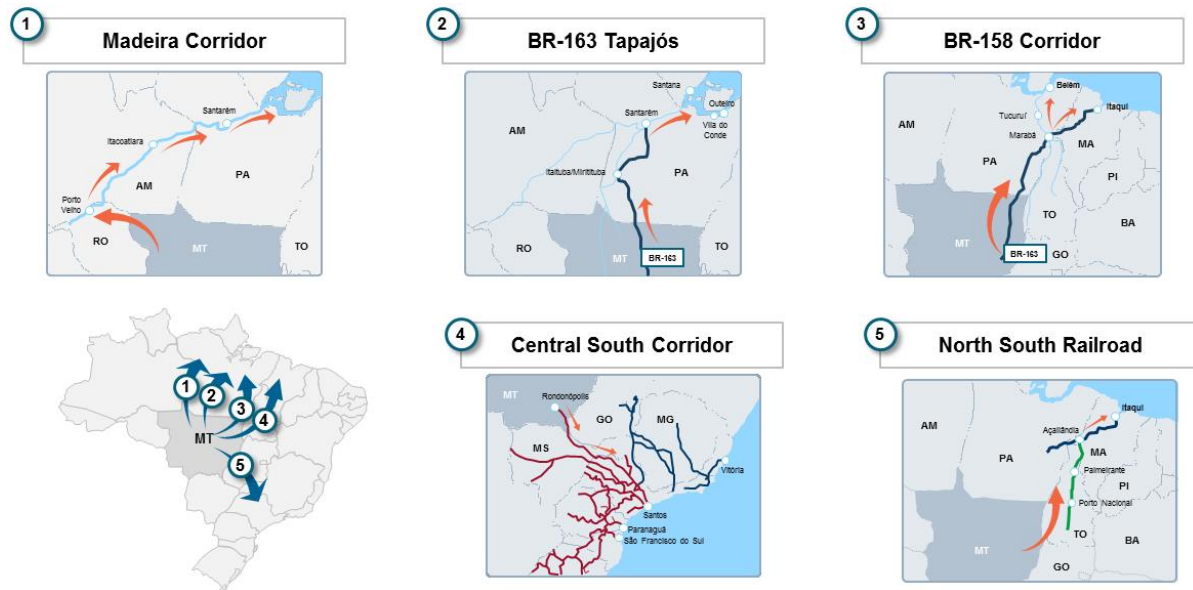 1
Madeira Corridor
Santarém
Itacoatiara
AM
PA
Porto
Velho
RO
MT
TO
2
BR-163 Tapajós
Santana
AM
Santarém
Outeiro
Vila do
Conde
Itaituba/Miritituba
PA
RO
MT
BR-163
TO
3
BR-158 Corridor
Belém
Itaqui
AM
Tucuruí
Marabá
MA
PA
PI
TO
BA
MT
BR-163
GO
1
2
3
4
MT
5
4
Central South Corridor
MT
Rondonópolis
GO
MG
MS
Vitória
Santos
Paranaguá
São Francisco do Sul
5
North South Railroad
Itaqui
AM
Açailândia
PA
MA
Palmeirante
PI
Porto Nacional
MT
TO
BA
GO